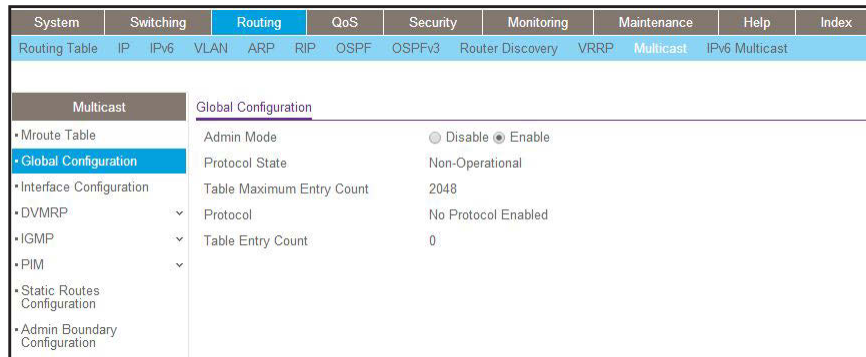 System Switching Routing QoS Security Monitoring Maintenance Help Index
Routing Table IP IPv6 VLAN ARP RIP OSPF OSPFv3 Router Discovery VRRP Multicast IPv6 Multicast
Multicast
Mroute Table
Global Configuration
Interface Configuration
DVMRP
IGMP
PIM
Static Routes
Configuration
Admin Boundary
Configuration
Global Configuration
Admin Mode Disable Enable
Protocol State Non-Operational
Table Maximum Entry Count 2048
Protocol No Protocol Enabled
Table Entry Count 0